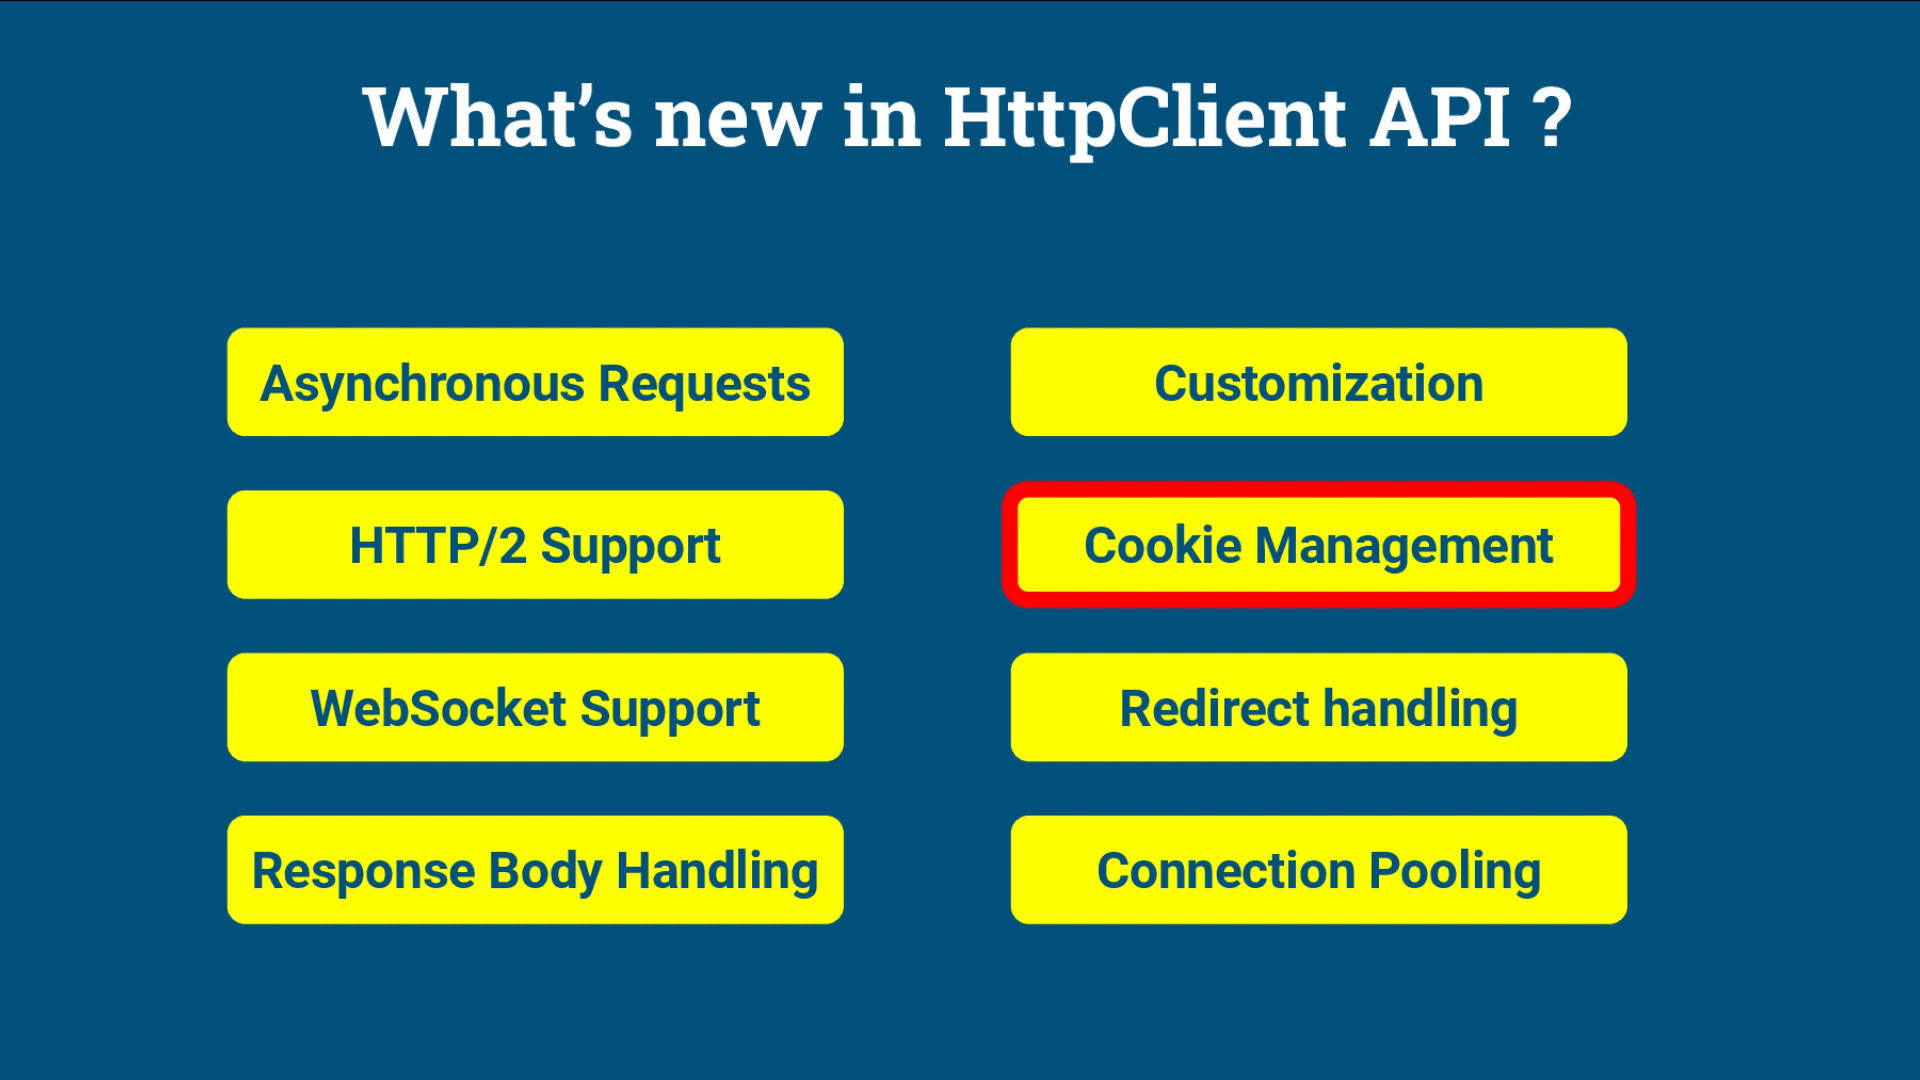 What’s new in HttpClient API ?
Asynchronous Requests
HTTP/2 Support
WebSocket Support
Response Body Handling
Customization
Cookie Management
Redirect handling
Connection Pooling